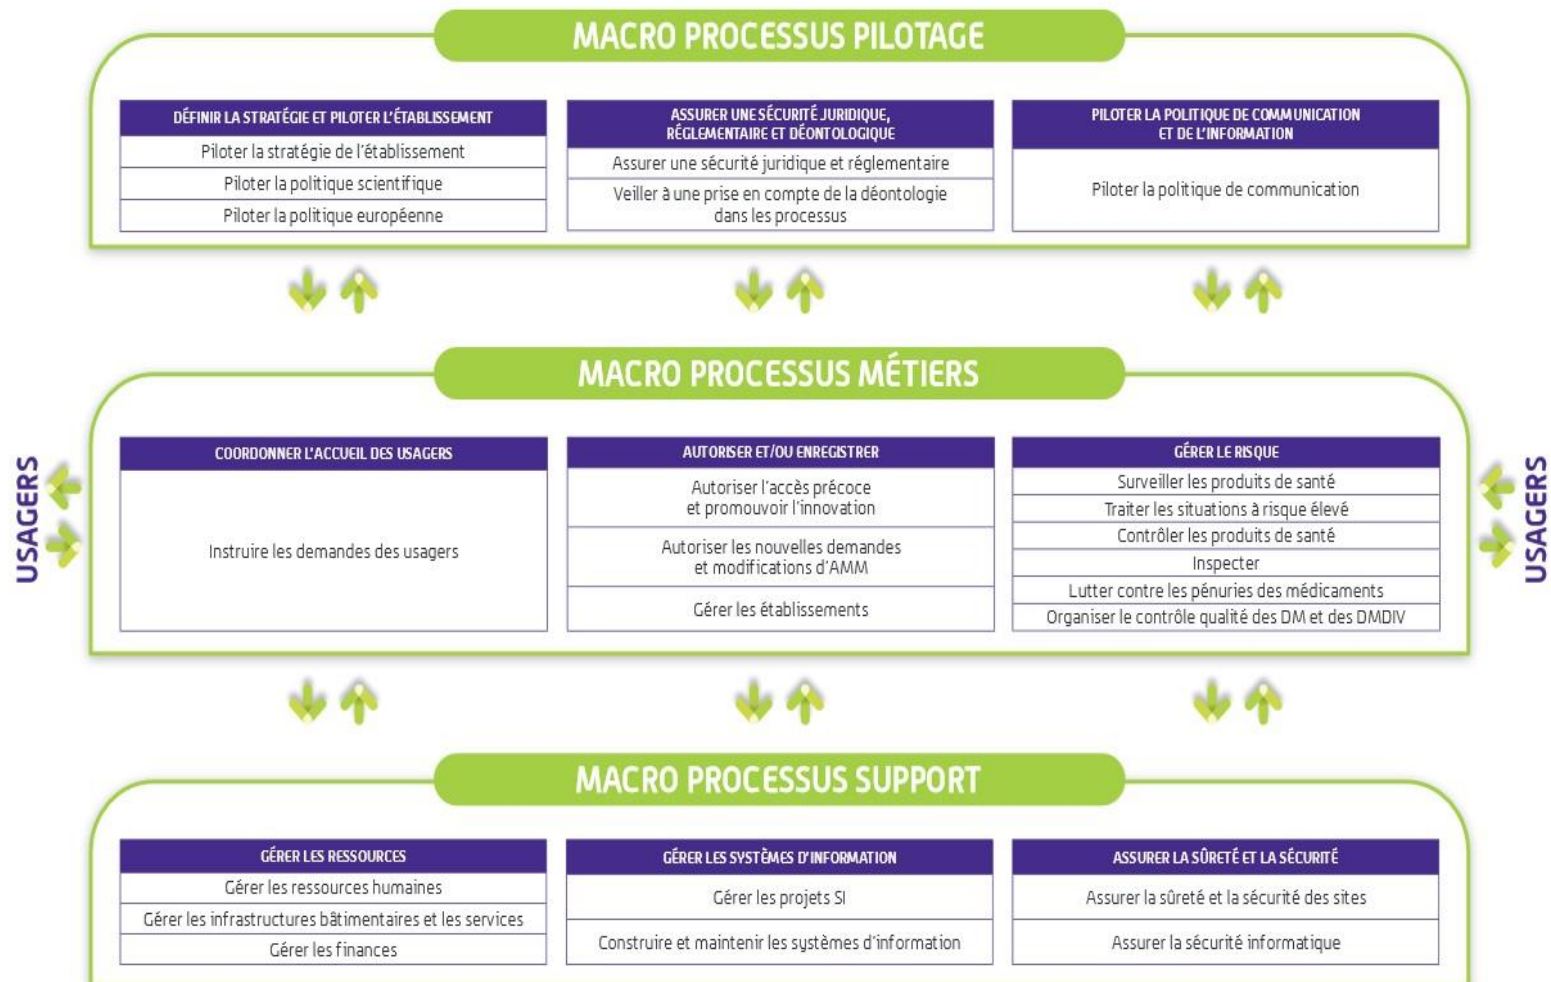 MACRO PROCESSUS PILOTAGE
DÉFINIR LA STRATÉGIE ET PILOTER L'ÉTABLISSEMENT
Piloter la stratégie de l'établissement
Piloter la politique scientifique
Piloter la politique européenne
ASSURER UNE SÉCURITÉ JURIDIQUE,
RÉGLEMENTAIRE ET DÉONTOLOGIQUE
Assurer une sécurité juridique et réglementaire
Veiller à une prise en compte de la déontologie
dans les processus
PILOTER LA POLITIQUE DE COMMUNICATION
ET DE L'INFORMATION
Piloter la politique de communication
MACRO PROCESSUS MÉTIERS
USAGERS
COORDONNER L'ACCUEIL DES USAGERS
Instruire les demandes des usagers
AUTORISER ET/OU ENREGISTRER
Autoriser l'accès précoce
et promouvoir l'innovation
Autoriser les nouvelles demandes
et modifications d'AMM
Gérer les établissements
GÉRER LE RISQUE
Surveiller les produits de santé
Traiter les situations à risque élevé
Contrôler les produits de santé
Inspecter
Lutter contre les pénuries des médicaments
Organiser le contrôle qualité des DM et des DMDIV
USAGERS
MACRO PROCESSUS SUPPORT
GÉRER LES RESSOURCES
Gérer les ressources humaines
Gérer les infrastructures bâtimentaires et les services
Gérer les finances
GÉRER LES SYSTÈMES D'INFORMATION
Gérer les projets SI
Construire et maintenir les systèmes d'information
ASSURER LA SÛRETÉ ET LA SÉCURITÉ
Assurer la sûreté et la sécurité des sites
Assurer la sécurité informatique